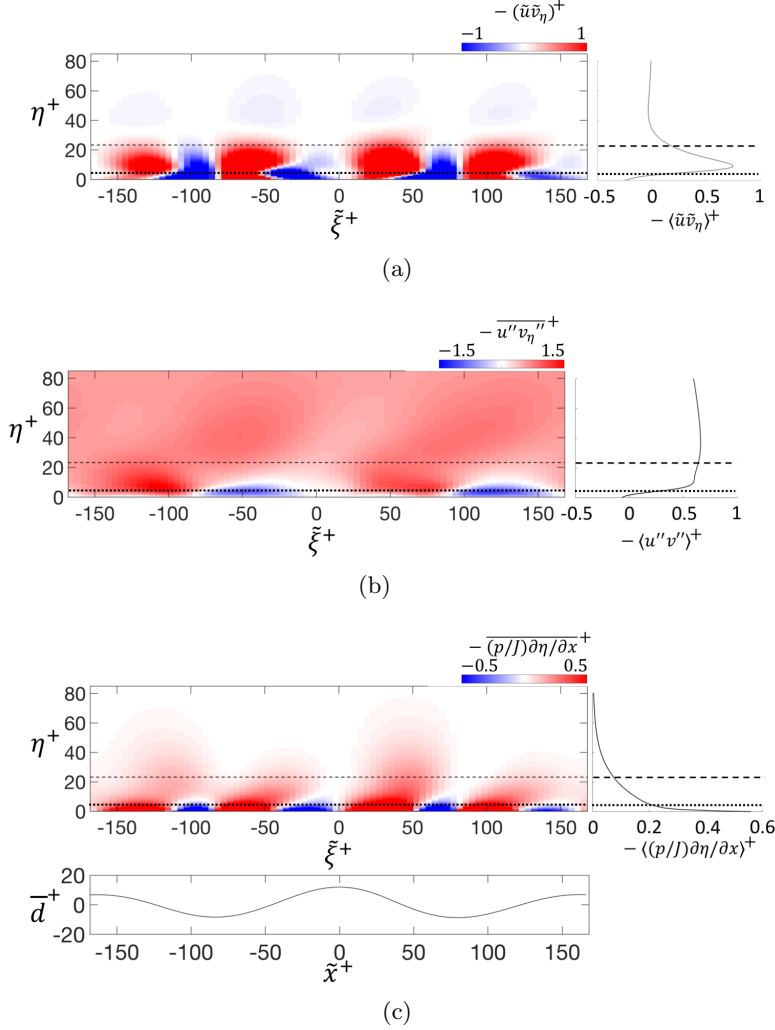 − (ũṽ_η)⁺
−1 1
80
60
40
20
0
η⁺
-150 -100 -50 0 50 100 150
ξ̃⁺
-0.5 0 0.5 1
− ⟨ũṽ_η⟩⁺
(a)
− \overline{u′′v_η′′}⁺
−1.5 1.5
80
60
40
20
0
η⁺
-150 -100 -50 0 50 100 150
ξ̃⁺
-0.5 0 0.5 1
− ⟨u′′v′′⟩⁺
(b)
− \overline{(p/J)∂η/∂x}⁺
−0.5 0.5
80
60
40
20
0
η⁺
-150 -100 -50 0 50 100 150
ξ̃⁺
0 0.2 0.4 0.6
− ⟨(p/J)∂η/∂x⟩⁺
20
0
-20
\overline{d}⁺
-150 -100 -50 0 50 100 150
x̃⁺
(c)